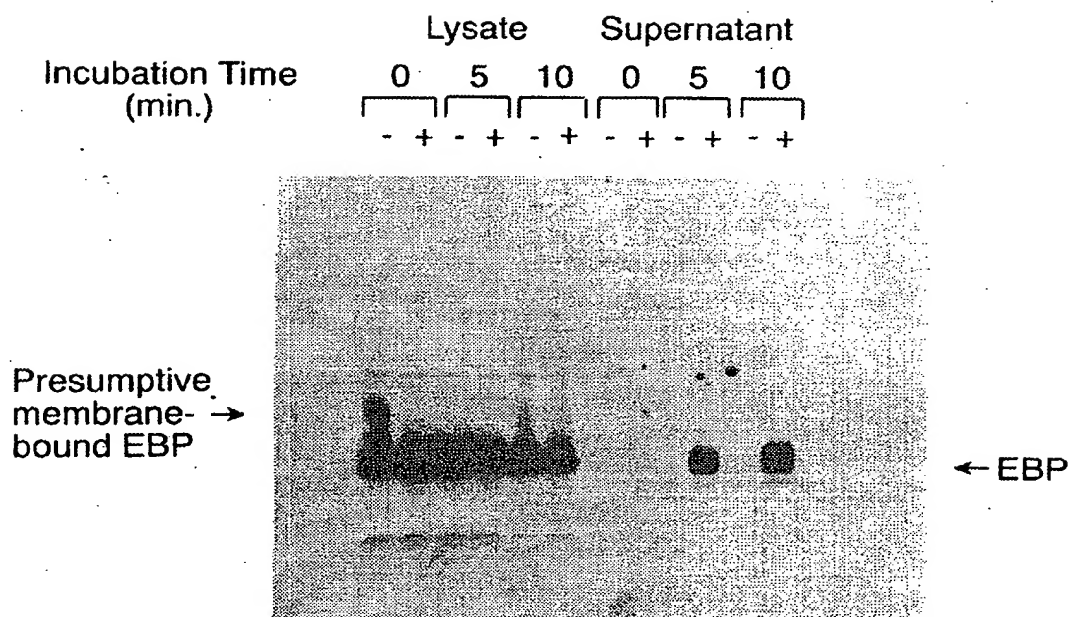 Lysate Supernatant
Incubation Time 0 5 10 0 5 10
(min.)
- + - + - + - + - + - +
Presumptive
membrane- →
bound EBP
← EBP